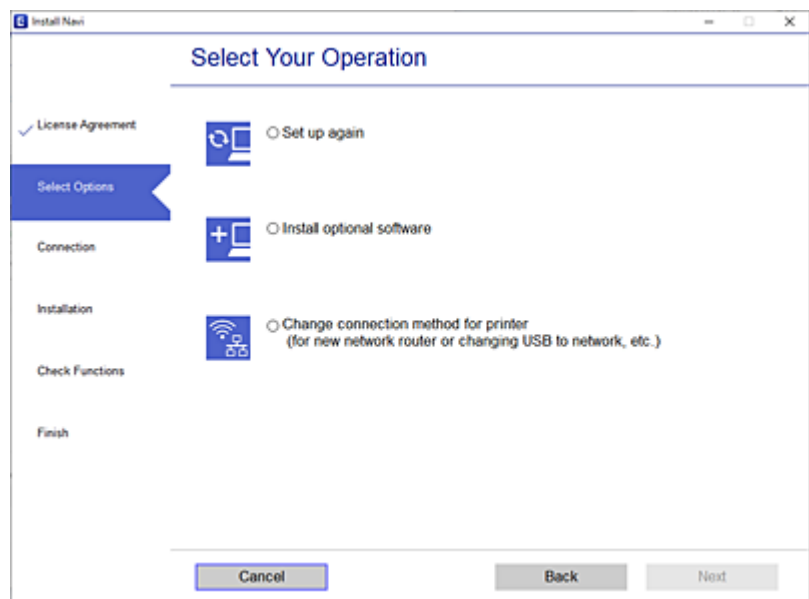 Install Navi
Select Your Operation
License Agreement
Select Options
Connection
Installation
Check Functions
Finish
Set up again
Install optional software
Change connection method for printer
(for new network router or changing USB to network, etc.)
Cancel
Back
Next